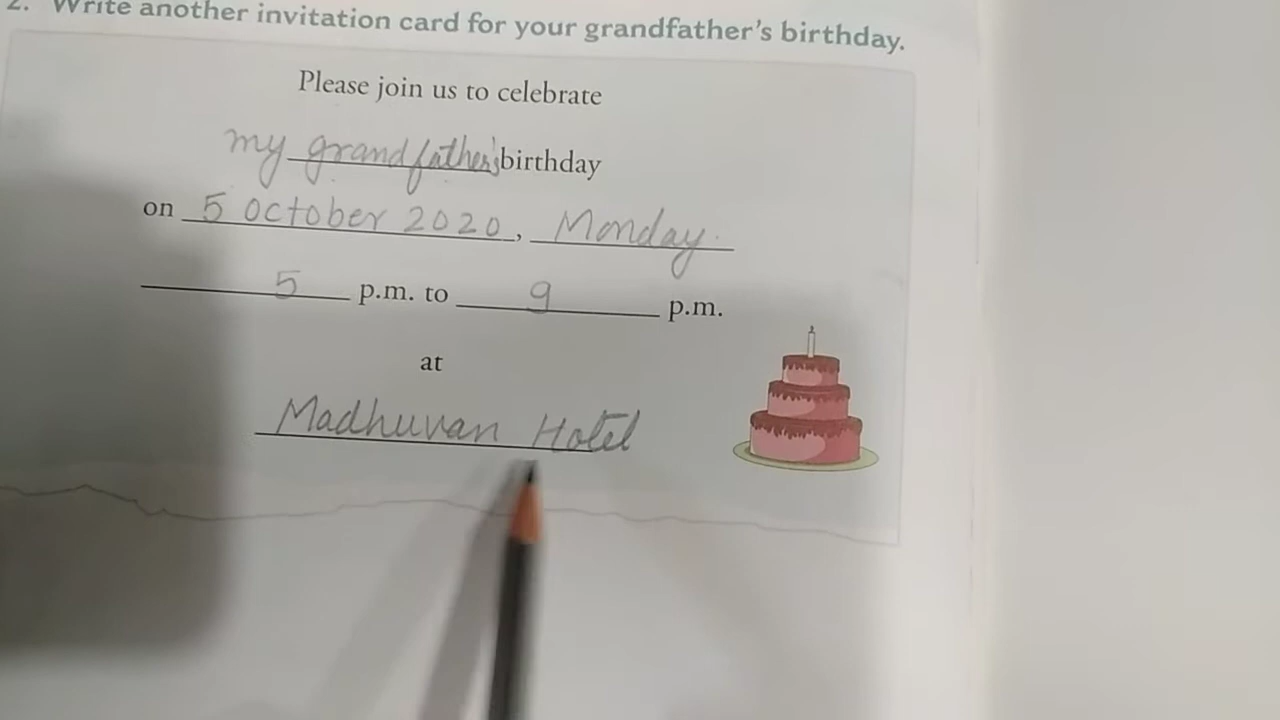 2. Write another invitation card for your grandfather's birthday.
Please join us to celebrate
my grandfather's birthday
on 5 October 2020, Monday.
5 p.m. to 9 p.m.
at
Madhuvan Hotel